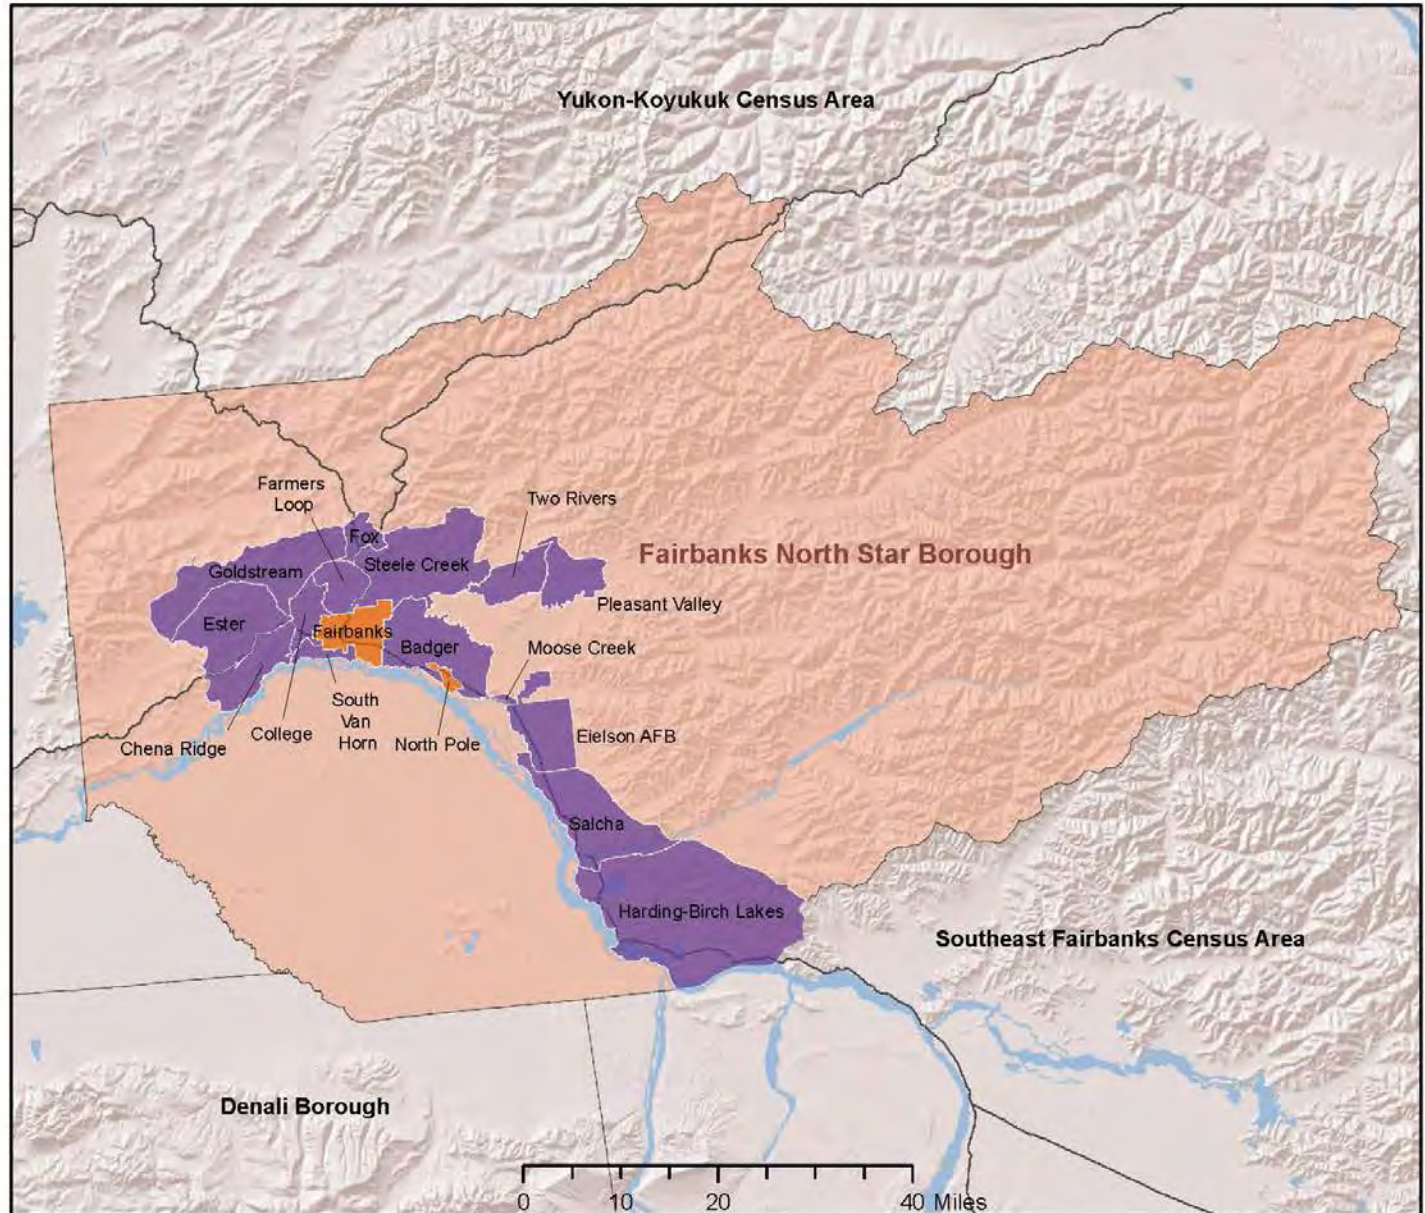 Yukon-Koyukuk Census Area
Farmers
Loop
Two Rivers
Fox
Steele Creek
Fairbanks North Star Borough
Goldstream
Pleasant Valley
Ester
Fairbanks
Badger
Moose Creek
South
Van
Horn
College
Chena Ridge
North Pole
Eielson AFB
Salcha
Harding-Birch Lakes
Southeast Fairbanks Census Area
Denali Borough
0 10 20 40 Miles